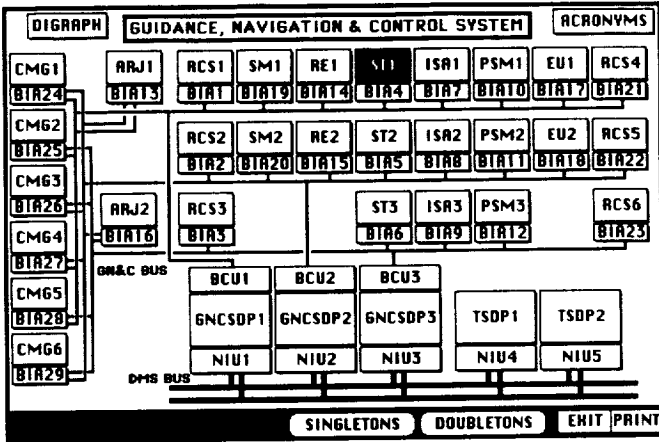 DIGRAPH
GUIDANCE, NAVIGATION & CONTROL SYSTEM
ACRONYMS
CMG1 ARJ1 RCS1 SM1 RE1 ST1 ISA1 PSM1 EU1 RCS4
BIA24 BIA13 BIA1 BIA19 BIA14 BIA4 BIA7 BIA10 BIA17 BIA21
CMG2 RCS2 SM2 RE2 ST2 ISA2 PSM2 EU2 RCS5
BIA25 BIA2 BIA20 BIA15 BIA5 BIA8 BIA11 BIA18 BIA22
CMG3 ARJ2 RCS3 ST3 ISA3 PSM3 RCS6
BIA26 BIA16 BIA3 BIA6 BIA9 BIA12 BIA23
CMG4
BIA27
GN&C BUS
BCU1 BCU2 BCU3
CMG5
BIA28
GNCSDP1 GNCSDP2 GNCSDP3 TSDP1 TSDP2
CMG6
NIU1 NIU2 NIU3 NIU4 NIU5
BIA29
DMS BUS
SINGLETONS DOUBLETONS EXIT PRINT